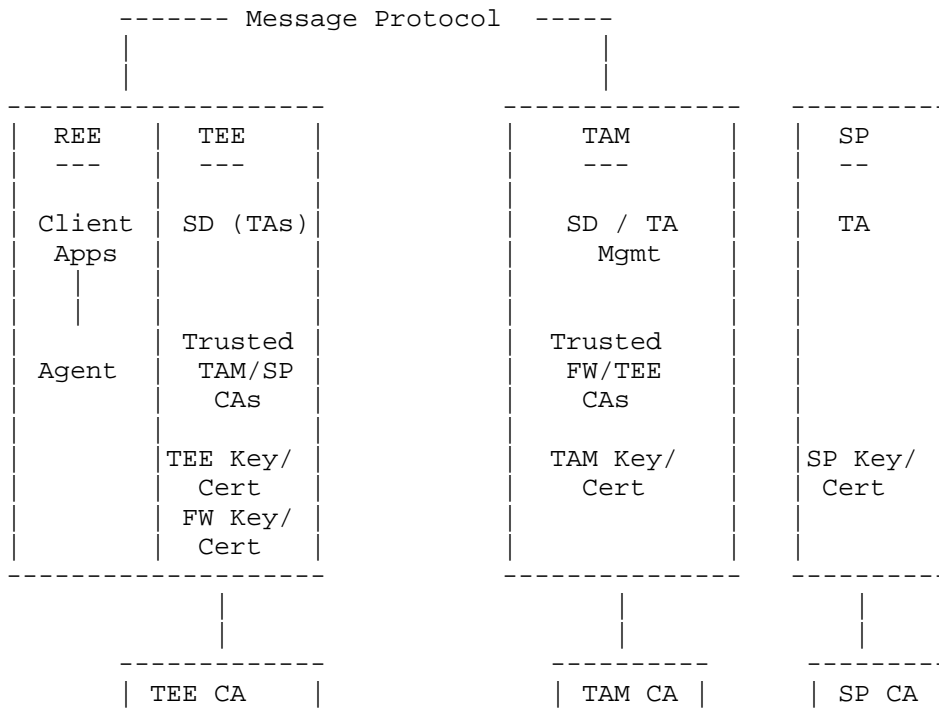 ------- Message Protocol -----
| |
| |
-------------------- --------------- ----------
| REE | TEE | | TAM | | SP
| --- | --- | | --- | | --
| | | | | |
| Client | SD (TAs)| | SD / TA | | TA
| Apps | | | Mgmt | |
| | | | | | |
| | | | | | |
| | Trusted | | Trusted | |
| Agent | TAM/SP | | FW/TEE | |
| | CAs | | CAs | |
| | | | | |
| |TEE Key/ | | TAM Key/ | |SP Key/
| | Cert | | Cert | | Cert
| | FW Key/ | | | |
| | Cert | | | |
-------------------- --------------- ----------
| | |
| | |
------------- ---------- ---------
| TEE CA | | TAM CA | | SP CA